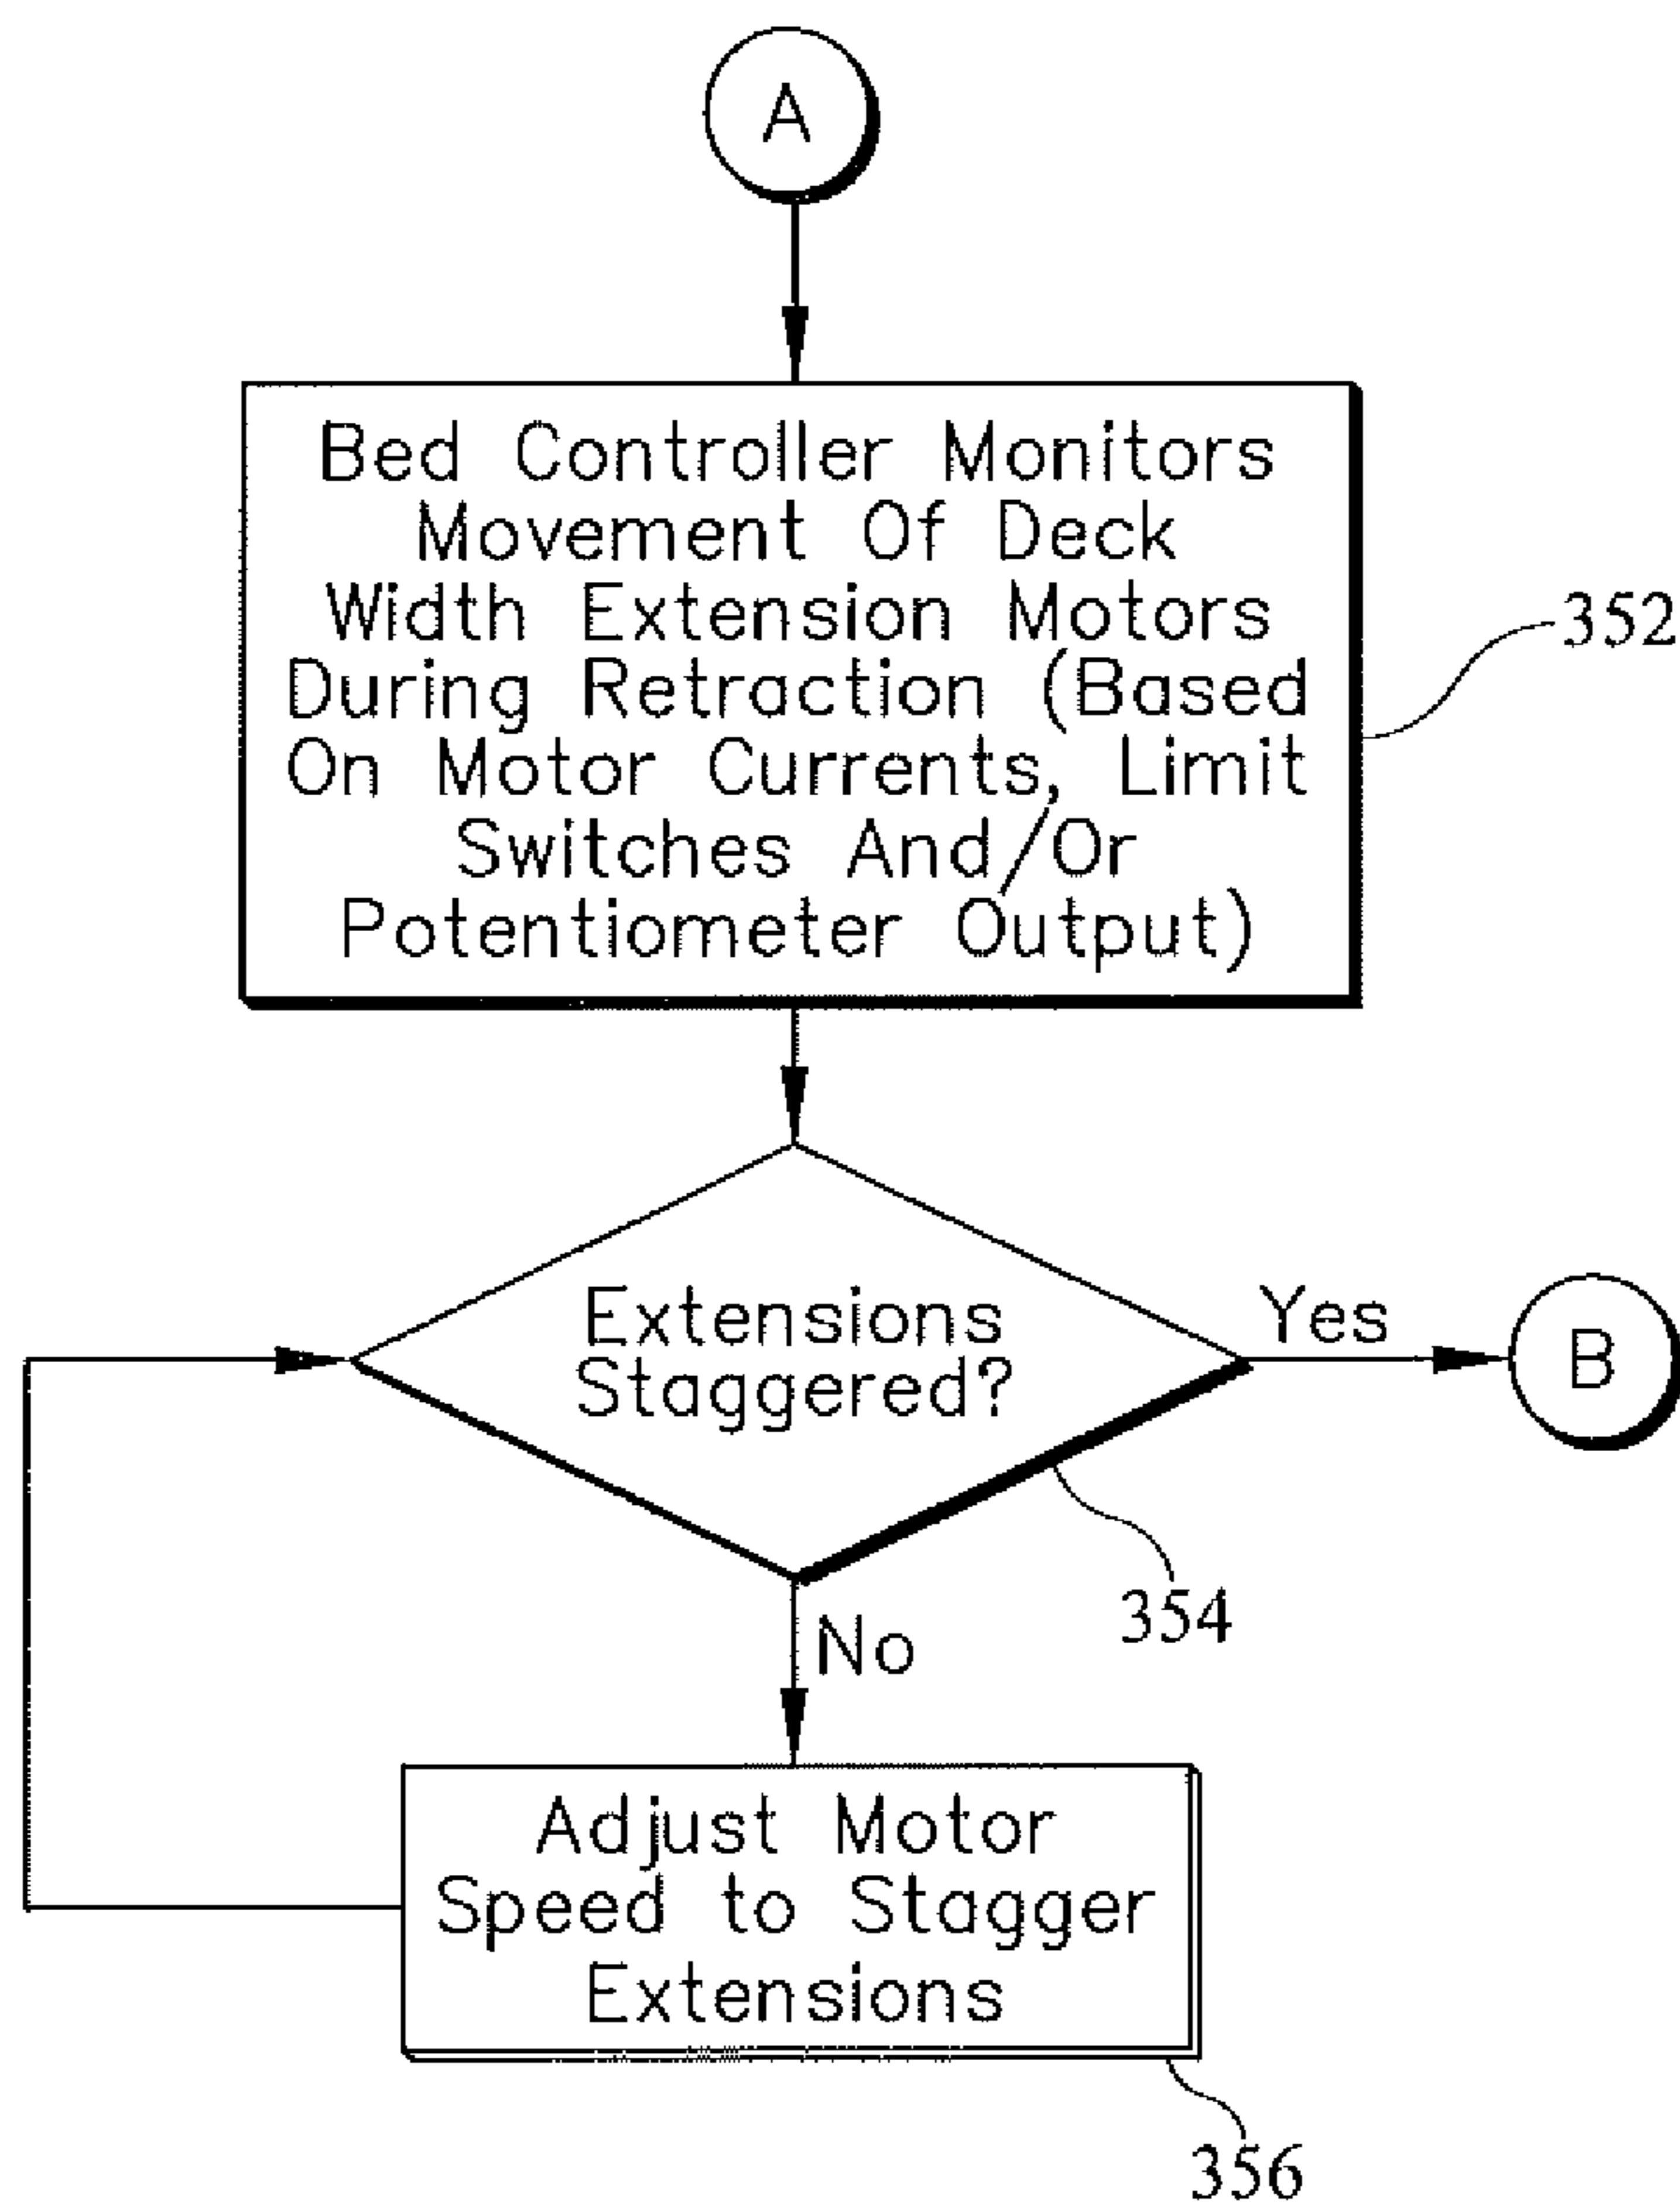 A
Bed Controller Monitors
Movement Of Deck
Width Extension Motors
During Retraction (Based
On Motor Currents, Limit
Switches And/Or
Potentiometer Output)
352
Extensions
Staggered?
Yes
B
354
No
Adjust Motor
Speed to Stagger
Extensions
356